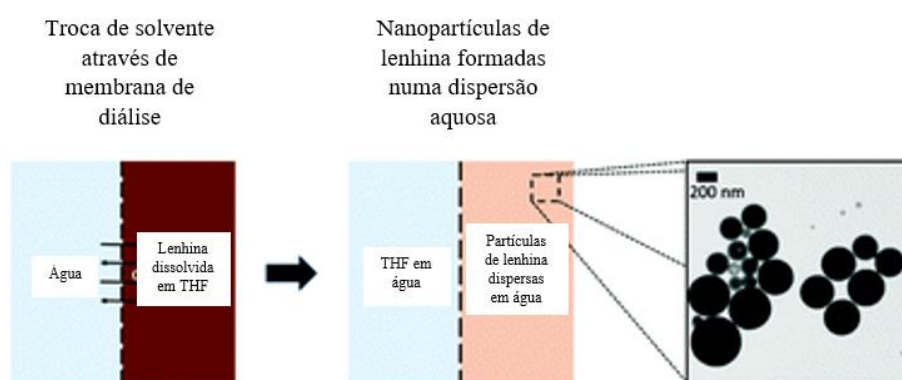 Troca de solvente
através de
membrana de
diálise
Nanopartículas de
lenhina formadas
numa dispersão
aquosa
Água
Lenhina
dissolvida
em THF
THF em
água
Partículas
de lenhina
dispersas
em água
200 nm